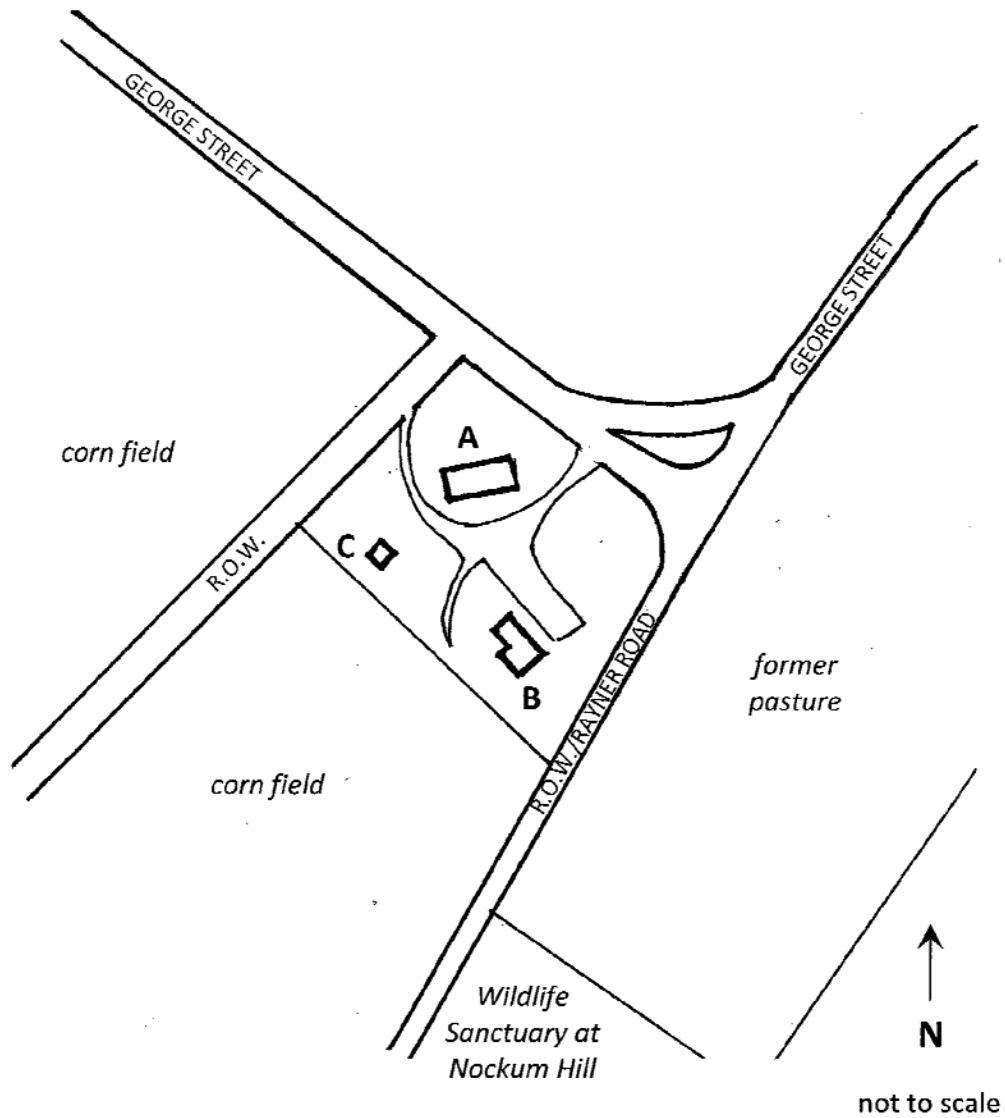 GEORGE STREET
GEORGE STREET
A
corn field
C
R.O.W.
B
R.O.W./RAYNER ROAD
former
pasture
corn field
Wildlife
Sanctuary at
Nockum Hill
N
not to scale